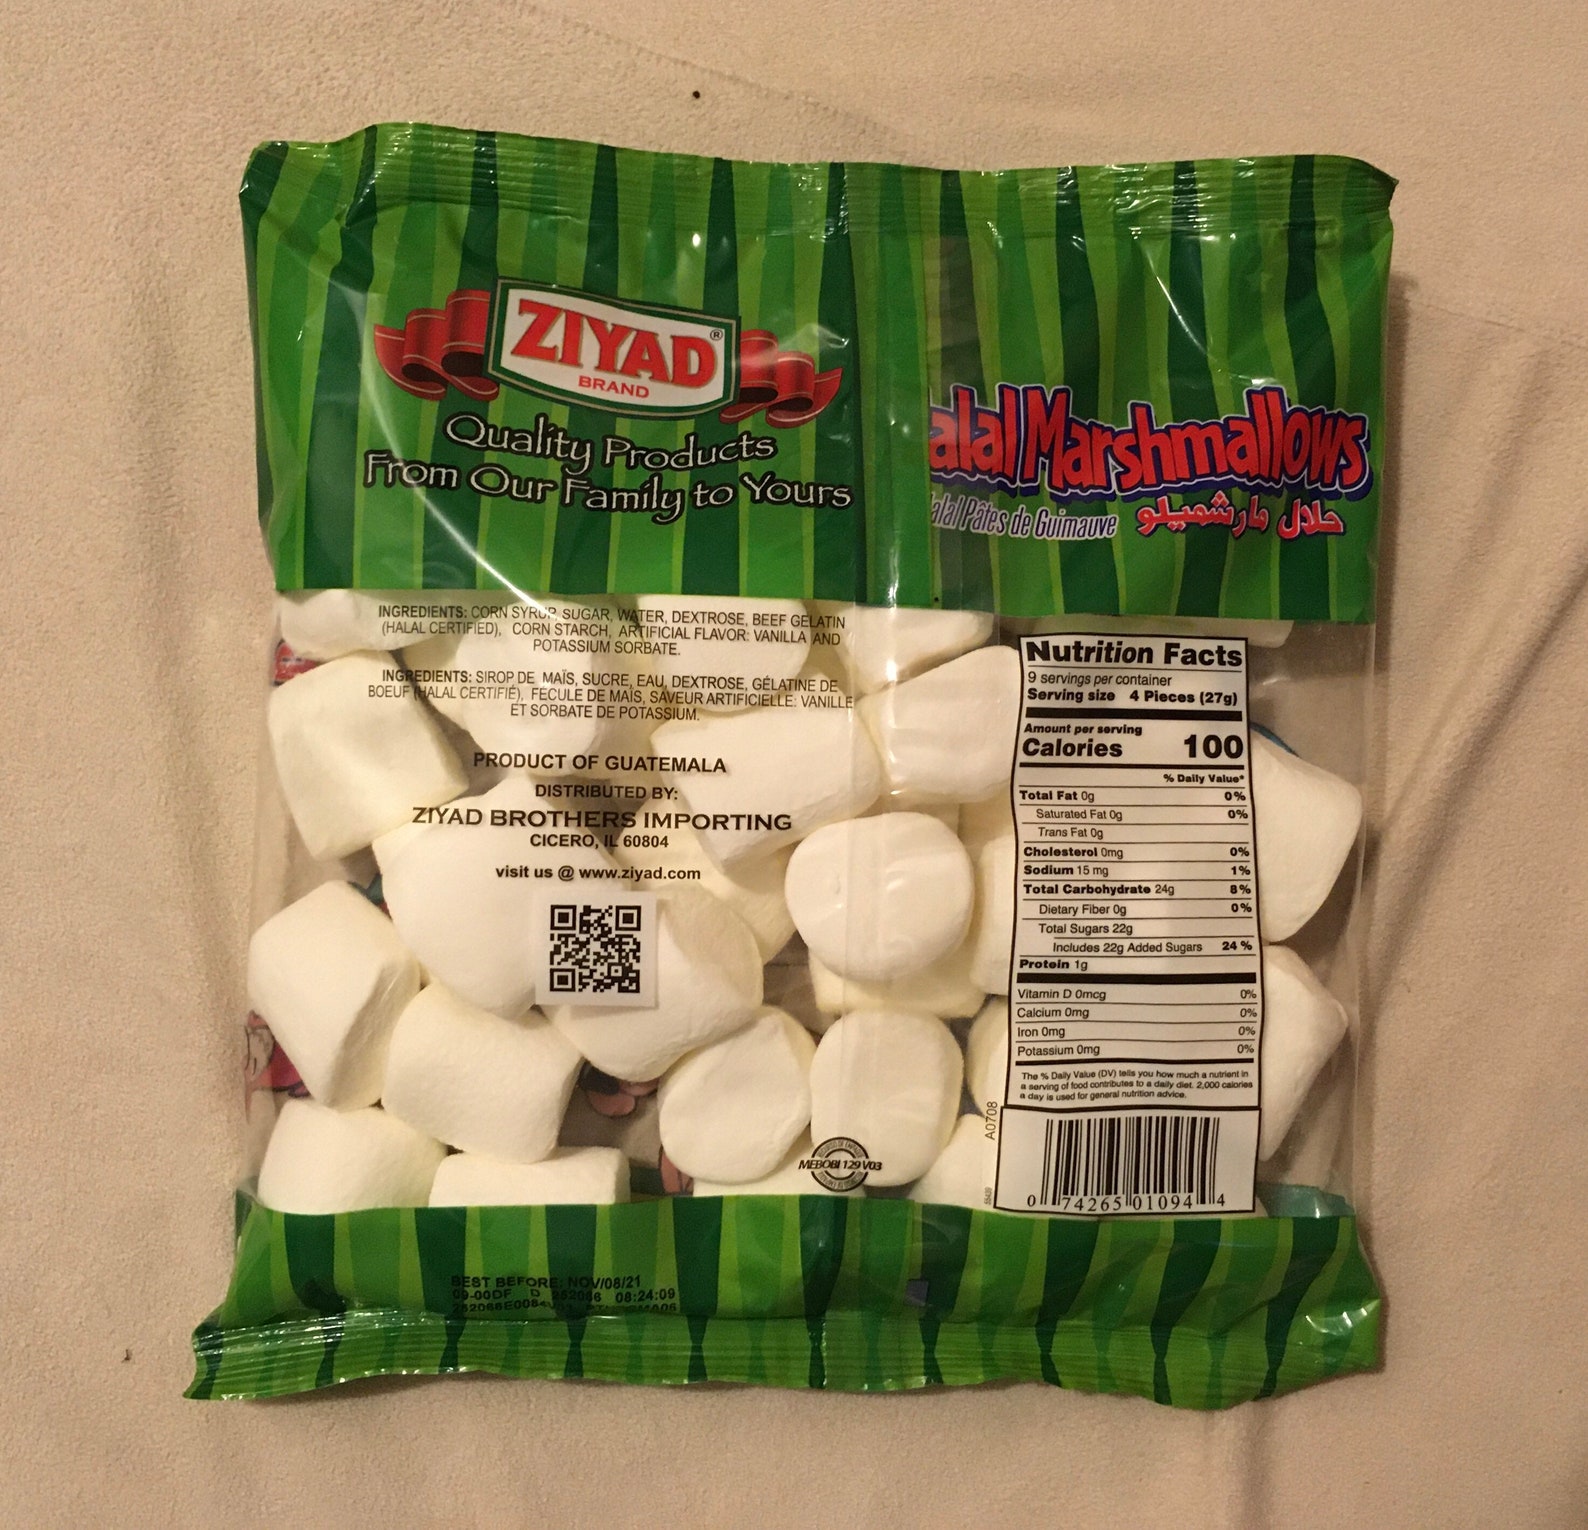 ZIYAD®
BRAND
Quality Products
From Our Family to Yours
alal Marshmallows
alal Pâtes de Guimauve حلال مارشميلو
INGREDIENTS: CORN SYRUP, SUGAR, WATER, DEXTROSE, BEEF GELATIN
(HALAL CERTIFIED), CORN STARCH, ARTIFICIAL FLAVOR: VANILLA AND
POTASSIUM SORBATE.
INGREDIENTS: SIROP DE MAÏS, SUCRE, EAU, DEXTROSE, GÉLATINE DE
BOEUF (HALAL CERTIFIÉ), FÉCULE DE MAÏS, SAVEUR ARTIFICIELLE: VANILLE
ET SORBATE DE POTASSIUM.
PRODUCT OF GUATEMALA
DISTRIBUTED BY:
ZIYAD BROTHERS IMPORTING
CICERO, IL 60804
visit us @ www.ziyad.com
Nutrition Facts
9 servings per container
Serving size 4 Pieces (27g)
Amount per serving
Calories 100
% Daily Value*
Total Fat 0g 0%
Saturated Fat 0g 0%
Trans Fat 0g
Cholesterol 0mg 0%
Sodium 15 mg 1%
Total Carbohydrate 24g 8%
Dietary Fiber 0g 0%
Total Sugars 22g
Includes 22g Added Sugars 24 %
Protein 1g
Vitamin D 0mcg 0%
Calcium 0mg 0%
Iron 0mg 0%
Potassium 0mg 0%
The % Daily Value (DV) tells you how much a nutrient in
a serving of food contributes to a daily diet. 2,000 calories
a day is used for general nutrition advice.
A0708
0 74265 01094 4
MEBOBI 129 V03
BEST BEFORE: NOV/08/21
09-00DF D 08:24:09